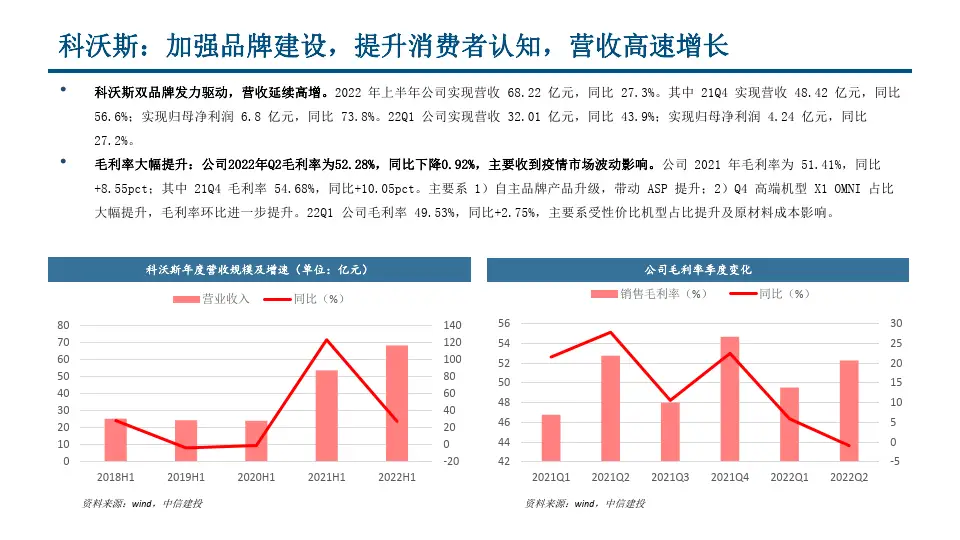 科沃斯：加强品牌建设，提升消费者认知，营收高速增长
• 科沃斯双品牌发力驱动，营收延续高增。2022 年上半年公司实现营收 68.22 亿元，同比 27.3%。其中 21Q4 实现营收 48.42 亿元，同比
56.6%；实现归母净利润 6.8 亿元，同比 73.8%。22Q1 公司实现营收 32.01 亿元，同比 43.9%；实现归母净利润 4.24 亿元，同比
27.2%。
• 毛利率大幅提升：公司2022年Q2毛利率为52.28%，同比下降0.92%，主要收到疫情市场波动影响。公司 2021 年毛利率为 51.41%，同比
+8.55pct；其中 21Q4 毛利率 54.68%，同比+10.05pct。主要系 1）自主品牌产品升级，带动 ASP 提升；2）Q4 高端机型 X1 OMNI 占比
大幅提升，毛利率环比进一步提升。22Q1 公司毛利率 49.53%，同比+2.75%，主要系受性价比机型占比提升及原材料成本影响。
科沃斯年度营收规模及增速（单位：亿元）
营业收入 同比（%）
80 140
70 120
60 100
50 80
40 60
30 40
20 20
10 0
0 -20
2018H1 2019H1 2020H1 2021H1 2022H1
资料来源：wind，中信建投
公司毛利率季度变化
销售毛利率（%） 同比（%）
56 30
54 25
52 20
50 15
48 10
46 5
44 0
42 -5
2021Q1 2021Q2 2021Q3 2021Q4 2022Q1 2022Q2
资料来源：wind，中信建投